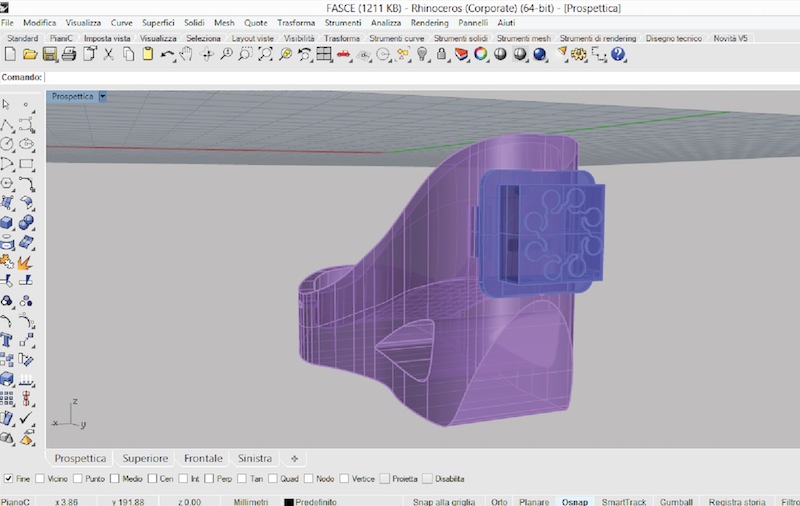 FASCE (1211 KB) - Rhinoceros (Corporate) (64-bit) - [Prospettica]
File Modifica Visualizza Curve Superfici Solidi Mesh Quote Trasforma Strumenti Analizza Rendering Pannelli Aiuti
Standard PianiC Imposta vista Visualizza Seleziona Layout viste Visibilità Trasforma Strumenti curve Strumenti solidi Strumenti mesh Strumenti di rendering Disegno tecnico Novità V5
Comando:
Prospettica
z
x y
Prospettica Superiore Frontale Sinistra
Fine Vicino Punto Medio Cen Int Perp Tan Quad Nodo Vertice Proietta Disabilita
PianoC x 3.86 y 191.88 z 0.00 Millimetri Predefinito Snap alla griglia Orto Planare Osnap SmartTrack Gumball Registra storia Filtro